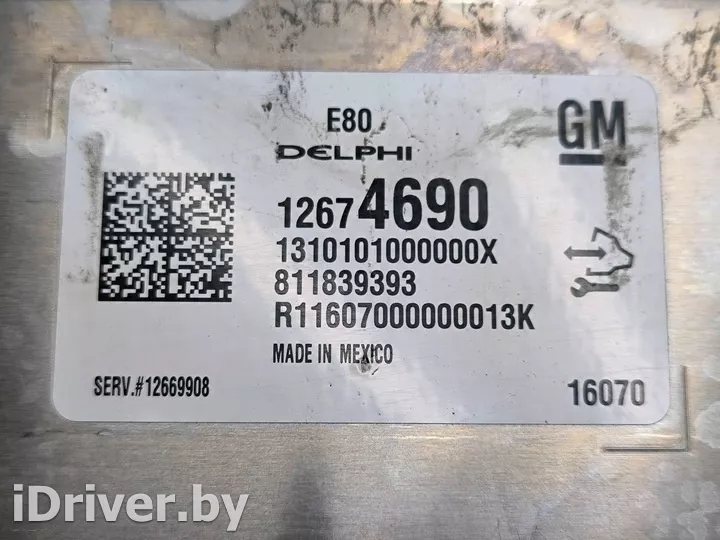 E80
GM
DELPHI
12674690
1310101000000X
811839393
R11607000000013K
MADE IN MEXICO
SERV.#12669908
16070
iDriver.by